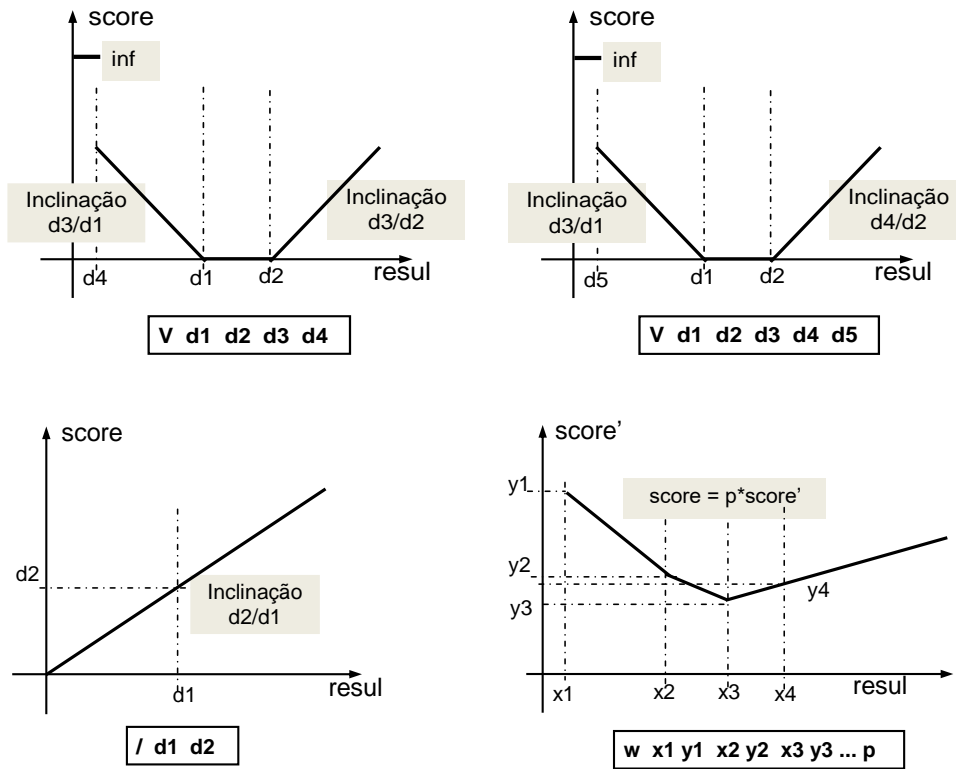 score
inf
Inclinação
d3/d1
Inclinação
d3/d2
d4
d1
d2
resul
V d1 d2 d3 d4
score
inf
Inclinação
d3/d1
Inclinação
d4/d2
d5
d1
d2
resul
V d1 d2 d3 d4 d5
score
d2
Inclinação
d2/d1
d1
resul
/ d1 d2
score’
y1
score = p*score’
y2
y4
y3
x1
x2
x3
x4
resul
w x1 y1 x2 y2 x3 y3 ... p